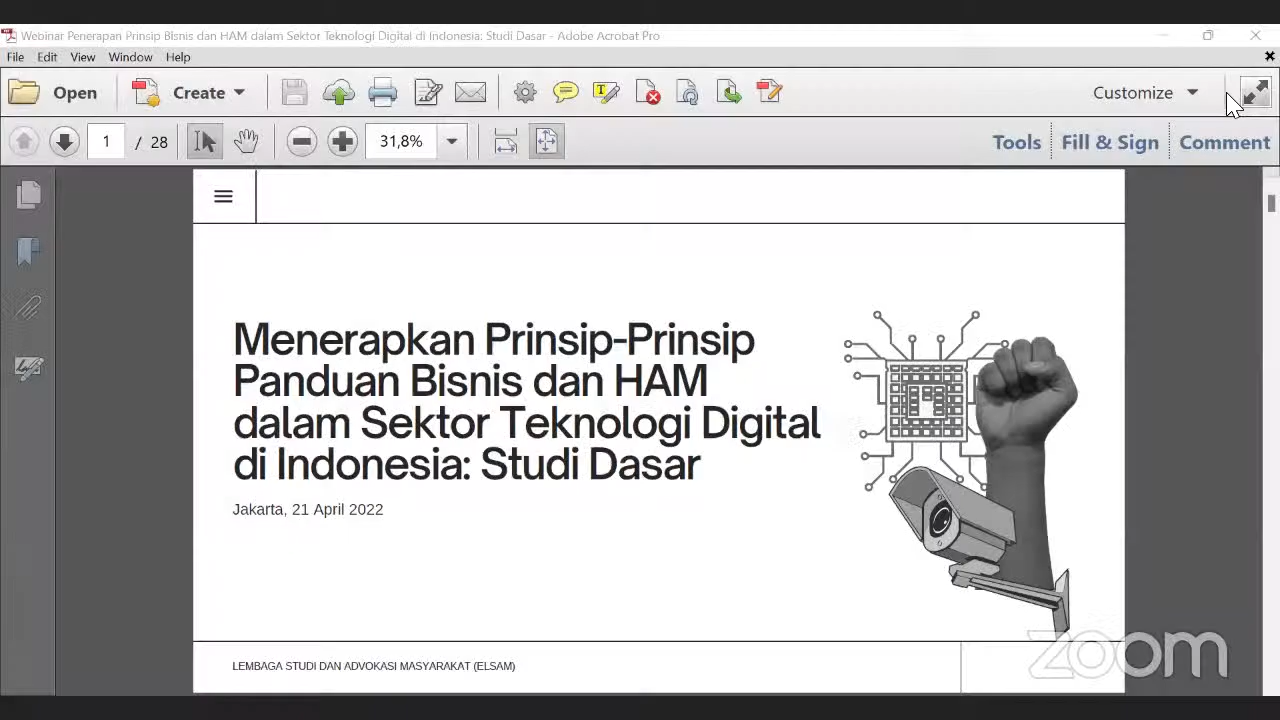 Webinar Penerapan Prinsip Bisnis dan HAM dalam Sektor Teknologi Digital di Indonesia: Studi Dasar - Adobe Acrobat Pro
File Edit View Window Help
Open Create Customize
1 / 28 31,8% Tools Fill & Sign Comment
Menerapkan Prinsip-Prinsip
Panduan Bisnis dan HAM
dalam Sektor Teknologi Digital
di Indonesia: Studi Dasar
Jakarta, 21 April 2022
LEMBAGA STUDI DAN ADVOKASI MASYARAKAT (ELSAM)
zoom